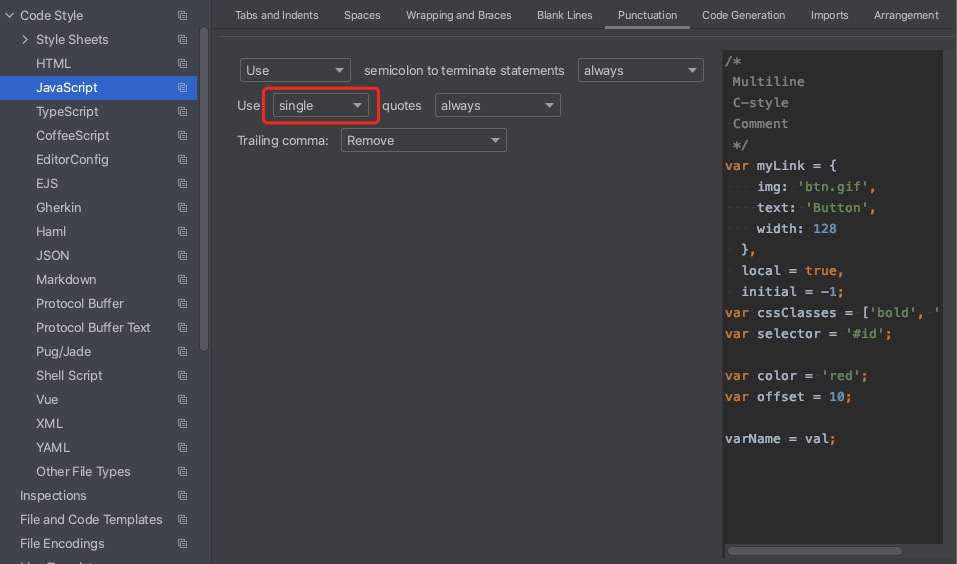 Code Style
Style Sheets
HTML
JavaScript
TypeScript
CoffeeScript
EditorConfig
EJS
Gherkin
Haml
JSON
Markdown
Protocol Buffer
Protocol Buffer Text
Pug/Jade
Shell Script
Vue
XML
YAML
Other File Types
Inspections
File and Code Templates
File Encodings
Tabs and Indents Spaces Wrapping and Braces Blank Lines Punctuation Code Generation Imports Arrangement
Use semicolon to terminate statements always
Use single quotes always
Trailing comma: Remove
/*
Multiline
C-style
Comment
*/
var myLink = {
img: 'btn.gif',
text: 'Button',
width: 128
},
local = true,
initial = -1;
var cssClasses = ['bold', '
var selector = '#id';
var color = 'red';
var offset = 10;
varName = val;